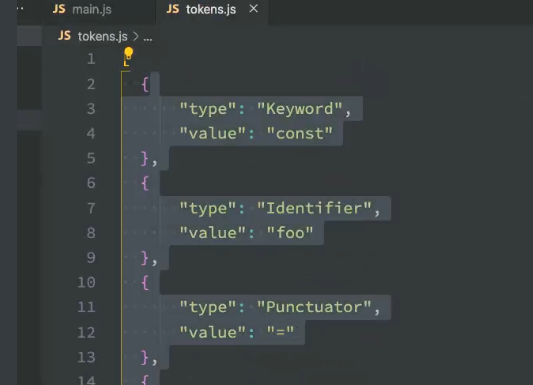 JS main.js
JS tokens.js ×
JS tokens.js > ...
1 [
2 {
3 "type": "Keyword",
4 "value": "const"
5 },
6 {
7 "type": "Identifier",
8 "value": "foo"
9 },
10 {
11 "type": "Punctuator",
12 "value": "="
13 },
14 {